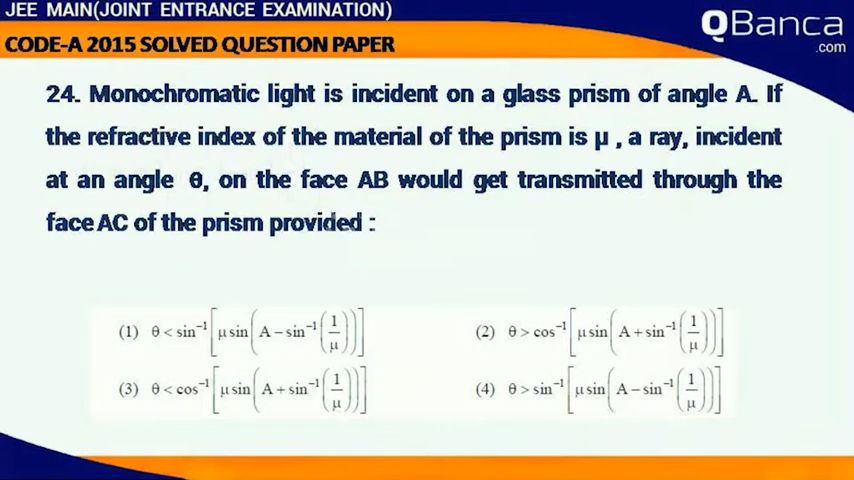 JEE MAIN(JOINT ENTRANCE EXAMINATION)
QBanca
.com
CODE-A 2015 SOLVED QUESTION PAPER
24. Monochromatic light is incident on a glass prism of angle A. If
the refractive index of the material of the prism is μ , a ray, incident
at an angle θ, on the face AB would get transmitted through the
face AC of the prism provided :
(1) θ < sin⁻¹[μ sin(A − sin⁻¹(1/μ))]
(2) θ > cos⁻¹[μ sin(A + sin⁻¹(1/μ))]
(3) θ < cos⁻¹[μ sin(A + sin⁻¹(1/μ))]
(4) θ > sin⁻¹[μ sin(A − sin⁻¹(1/μ))]